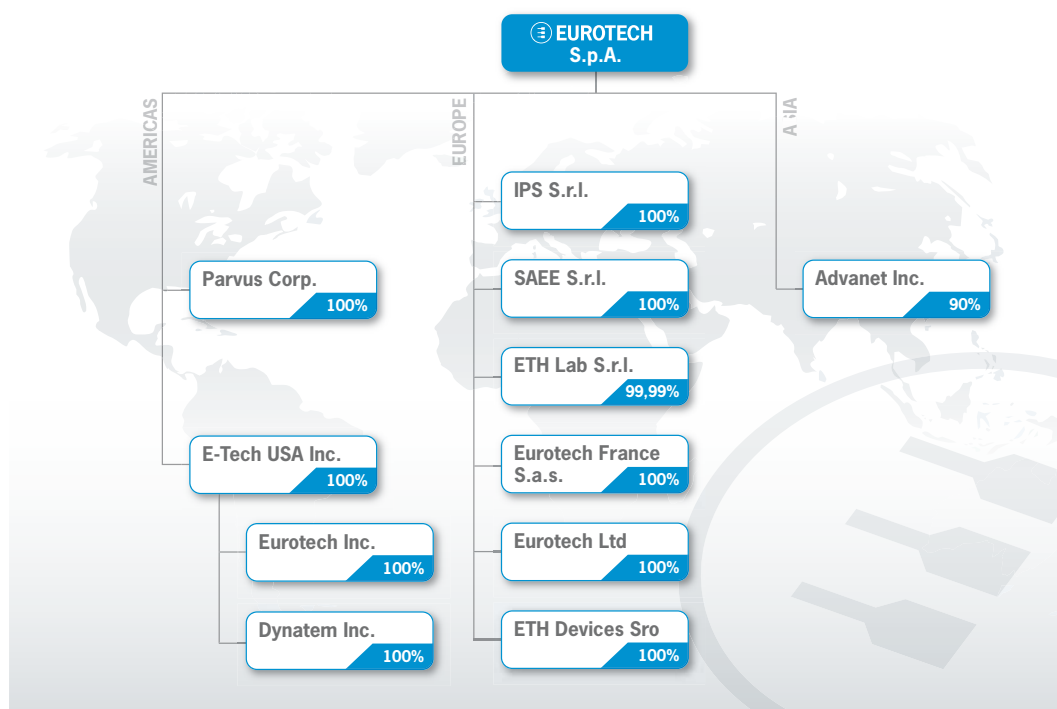 EUROTECH
S.p.A.
AMERICAS
EUROPE
ASIA
IPS S.r.l.
100%
Parvus Corp.
100%
SAEE S.r.l.
100%
Advanet Inc.
90%
ETH Lab S.r.l.
99,99%
E-Tech USA Inc.
100%
Eurotech France
S.a.s.
100%
Eurotech Inc.
100%
Eurotech Ltd
100%
Dynatem Inc.
100%
ETH Devices Sro
100%